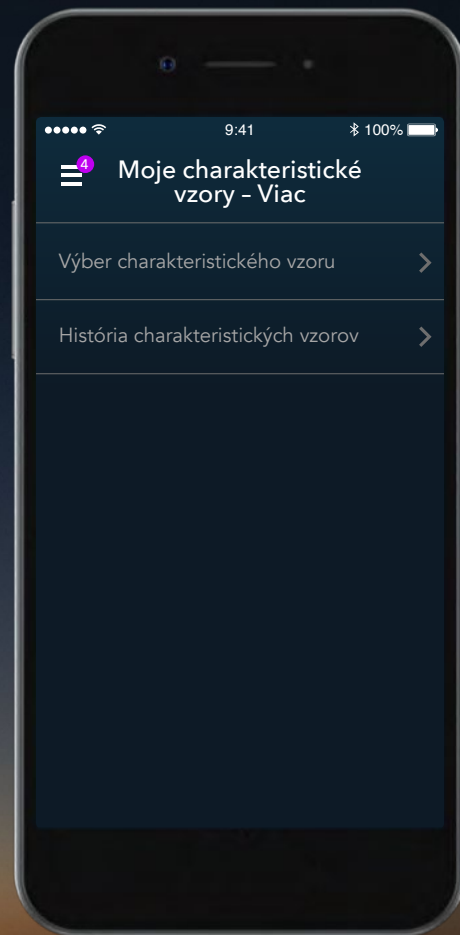 9:41
100%
4
Moje charakteristické
vzory – Viac
Výber charakteristického vzoru
História charakteristických vzorov